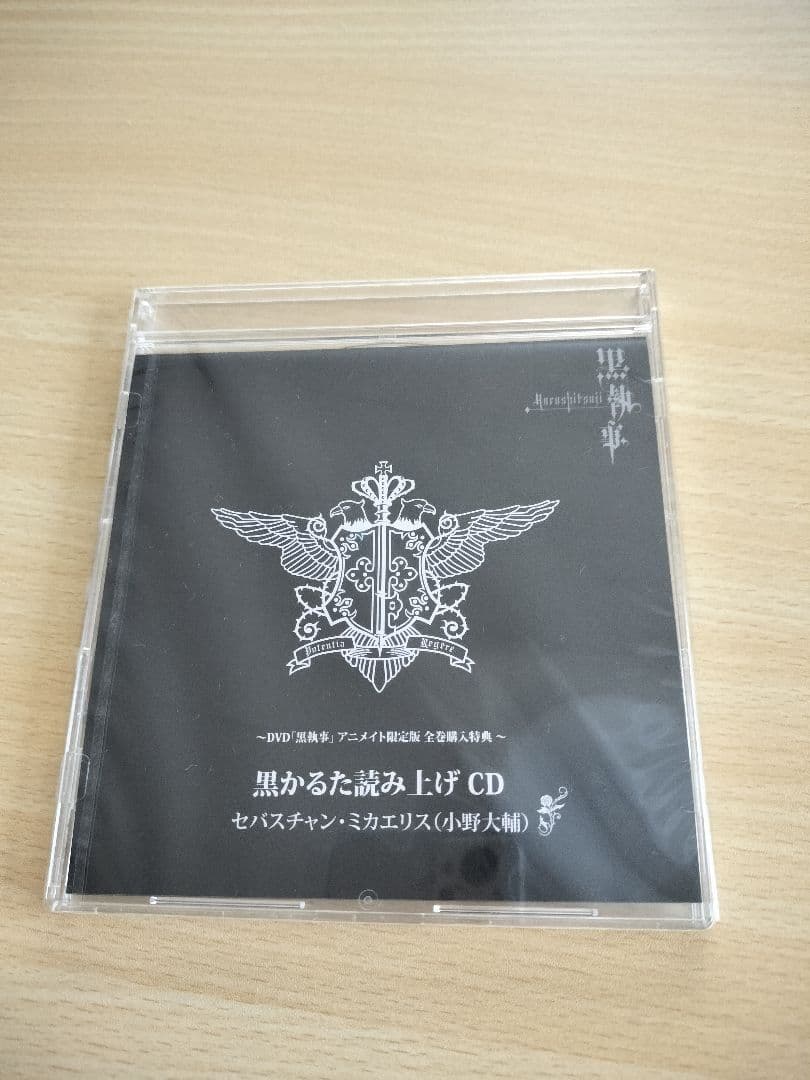 黒執事
Kuroshitsuji
Potentia Regere
～DVD「黒執事」アニメイト限定版 全巻購入特典～
黒かるた読み上げ CD
セバスチャン・ミカエリス（小野大輔）